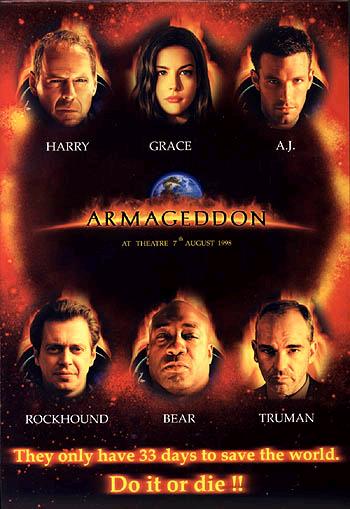 HARRY GRACE A.J.
ARMAGEDDON
AT THEATRE 7th AUGUST 1998
ROCKHOUND BEAR TRUMAN
They only have 33 days to save the world.
Do it or die !!